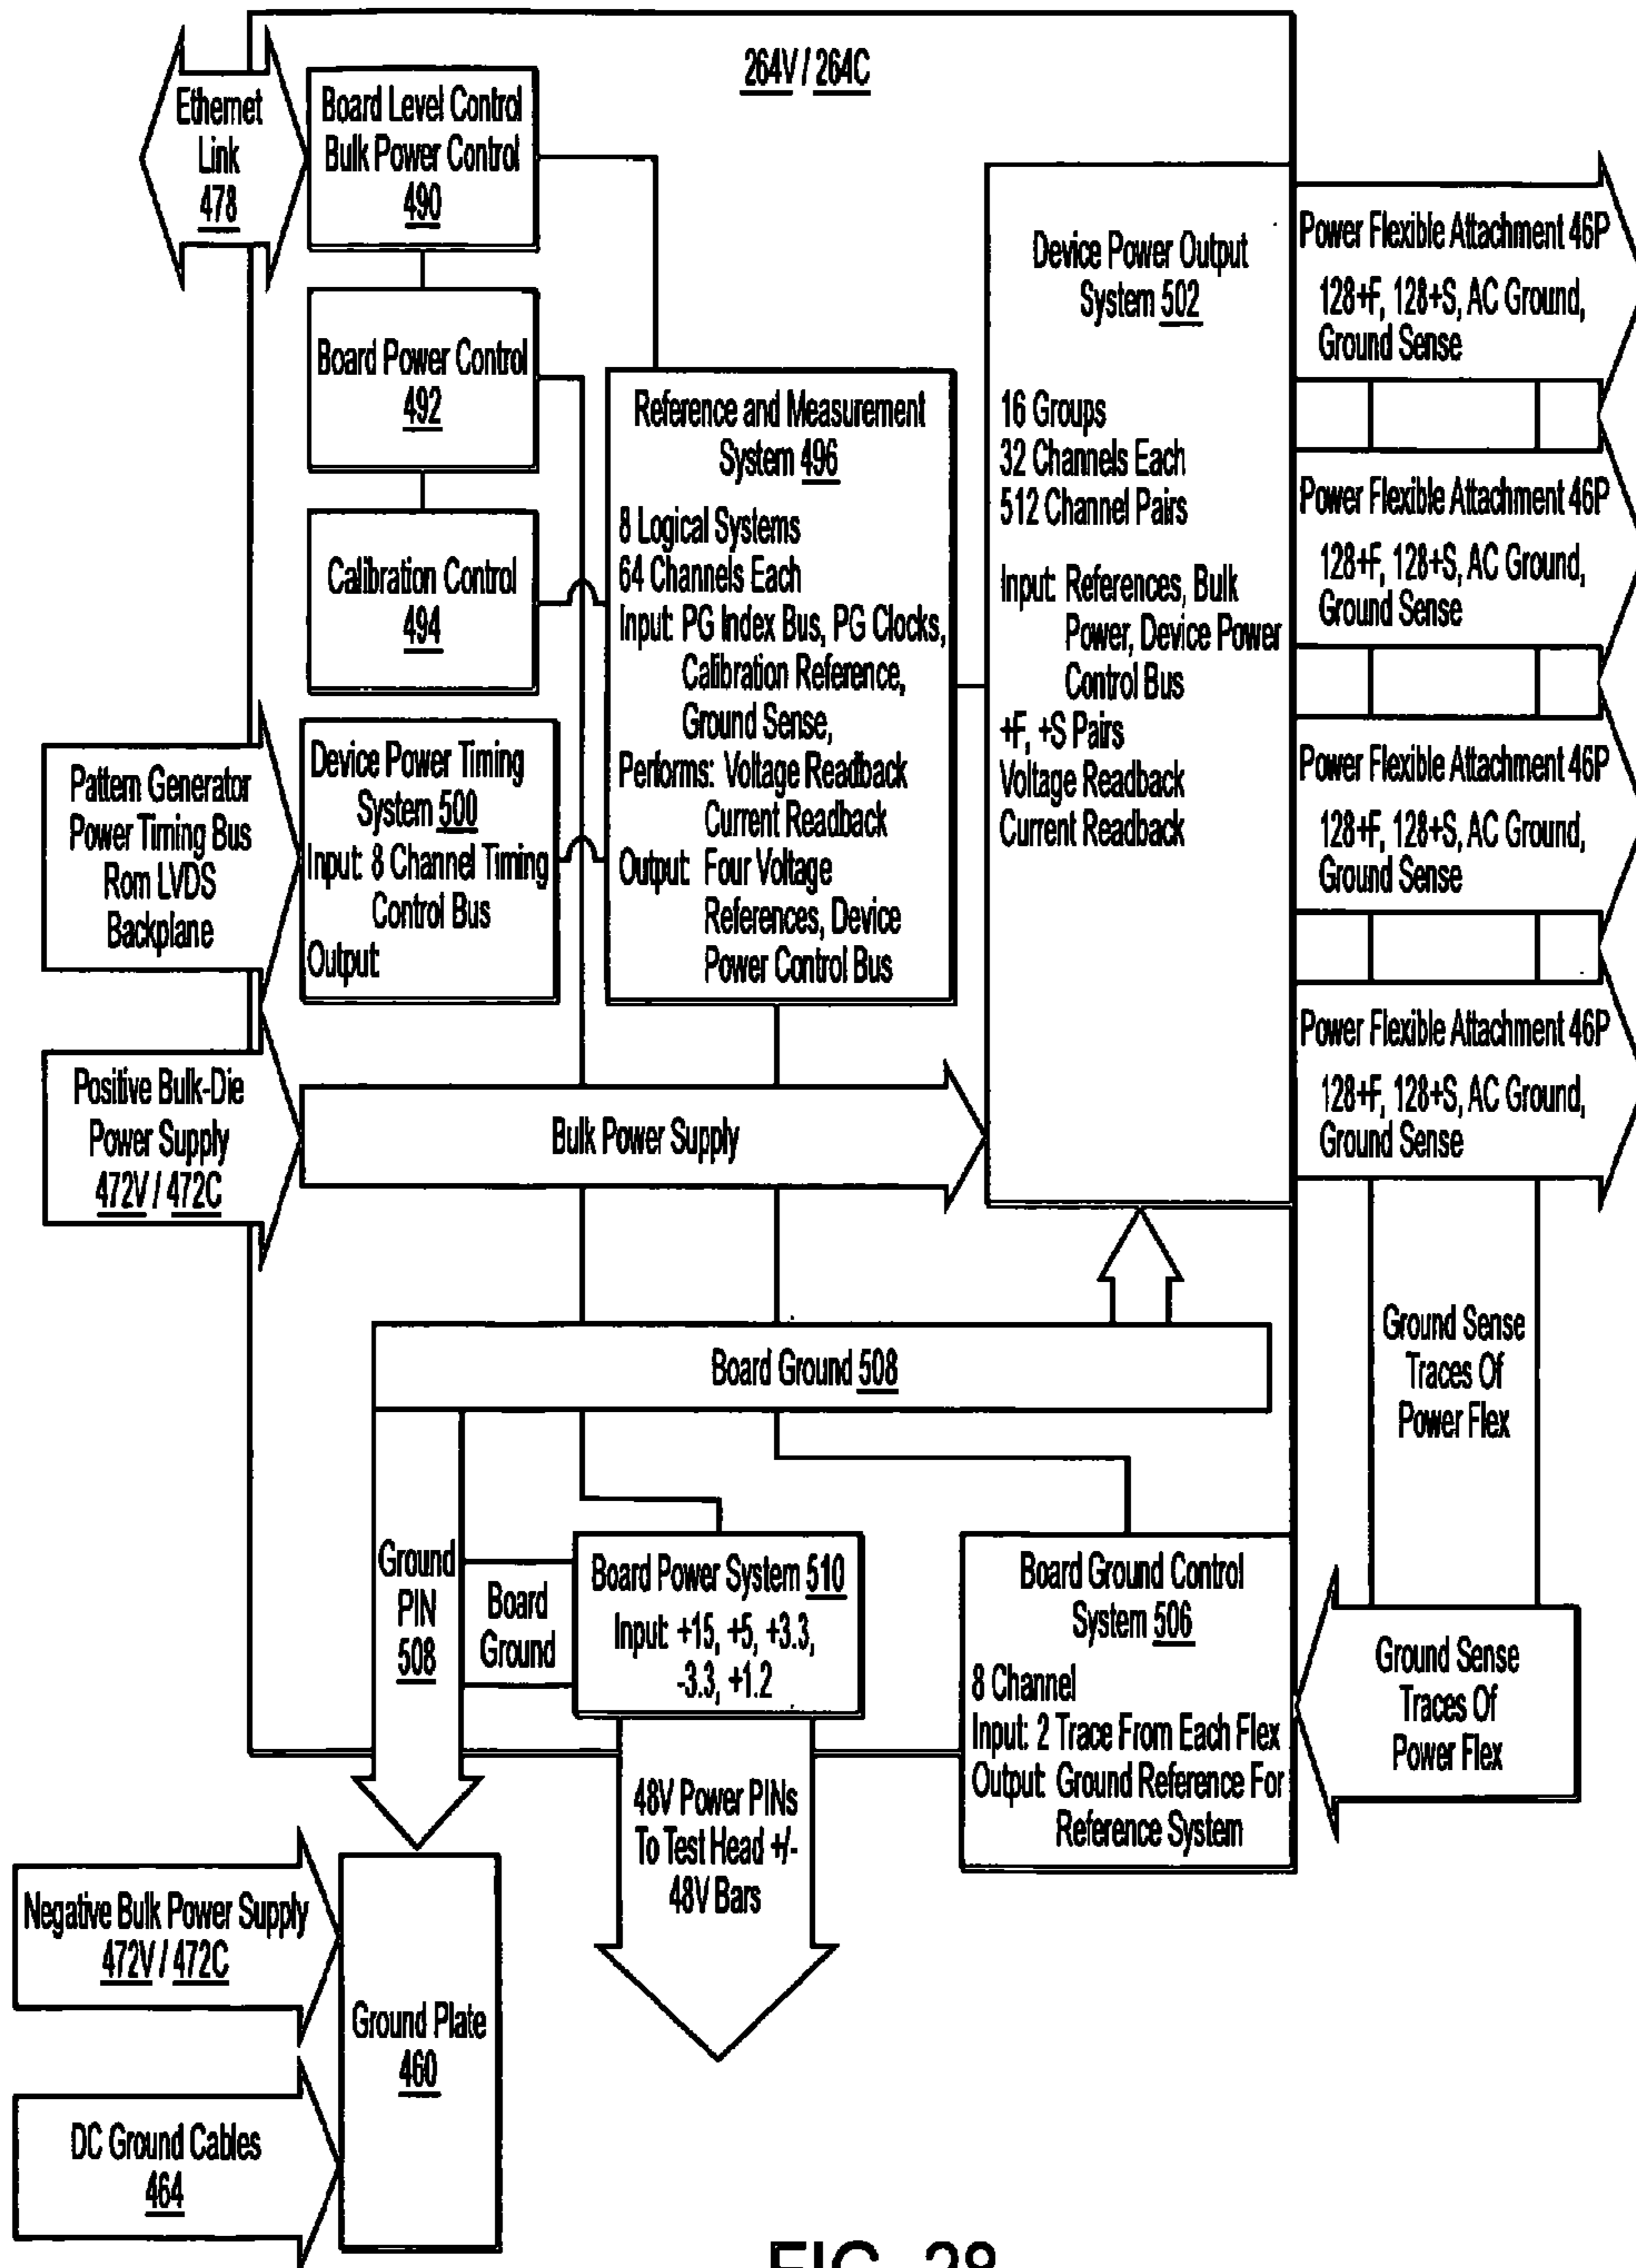 264V / 264C
Ethernet
Link
478
Board Level Control
Bulk Power Control
490
Board Power Control
492
Calibration Control
494
Pattern Generator
Power Timing Bus
Rom LVDS
Backplane
Device Power Timing
System 500
Input: 8 Channel Timing
Control Bus
Output:
Reference and Measurement
System 496
8 Logical Systems
64 Channels Each
Input: PG Index Bus, PG Clocks,
Calibration Reference,
Ground Sense,
Performs: Voltage Readback
Current Readback
Output: Four Voltage
References, Device
Power Control Bus
Device Power Output
System 502
16 Groups
32 Channels Each
512 Channel Pairs
Input: References, Bulk
Power, Device Power
Control Bus
+F, +S Pairs
Voltage Readback
Current Readback
Power Flexible Attachment 46P
128+F, 128+S, AC Ground,
Ground Sense
Power Flexible Attachment 46P
128+F, 128+S, AC Ground,
Ground Sense
Power Flexible Attachment 46P
128+F, 128+S, AC Ground,
Ground Sense
Power Flexible Attachment 46P
128+F, 128+S, AC Ground,
Ground Sense
Positive Bulk-Die
Power Supply
472V / 472C
Bulk Power Supply
Board Ground 508
Ground Sense
Traces Of
Power Flex
Ground
PIN
508
Board
Ground
Board Power System 510
Input: +15, +5, +3.3,
-3.3, +1.2
Board Ground Control
System 506
8 Channel
Input: 2 Trace From Each Flex
Output: Ground Reference For
Reference System
Ground Sense
Traces Of
Power Flex
48V Power PINs
To Test Head +/-
48V Bars
Negative Bulk Power Supply
472V / 472C
Ground Plate
460
DC Ground Cables
464
FIG. 28